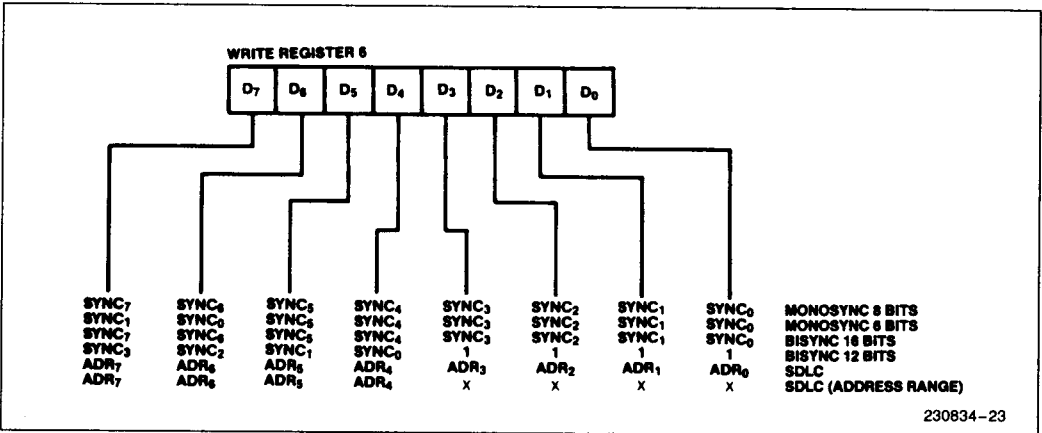 WRITE REGISTER 6
D7 D6 D5 D4 D3 D2 D1 D0
SYNC7 SYNC6 SYNC5 SYNC4 SYNC3 SYNC2 SYNC1 SYNC0 MONOSYNC 8 BITS
SYNC1 SYNC0 SYNC5 SYNC4 SYNC3 SYNC2 SYNC1 SYNC0 MONOSYNC 6 BITS
SYNC7 SYNC6 SYNC5 SYNC4 SYNC3 SYNC2 SYNC1 SYNC0 BISYNC 16 BITS
SYNC3 SYNC2 SYNC1 SYNC0 1 1 1 1 BISYNC 12 BITS
ADR7 ADR6 ADR5 ADR4 ADR3 ADR2 ADR1 ADR0 SDLC
ADR7 ADR6 ADR5 ADR4 X X X X SDLC (ADDRESS RANGE)
230834–23